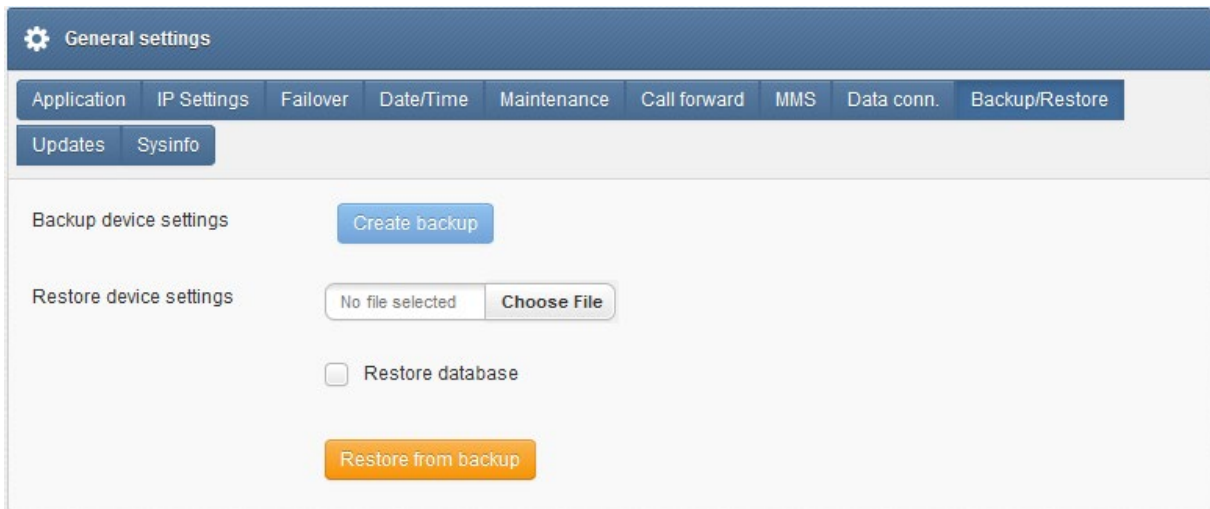 General settings
Application IP Settings Failover Date/Time Maintenance Call forward MMS Data conn. Backup/Restore
Updates Sysinfo
Backup device settings Create backup
Restore device settings No file selected Choose File
Restore database
Restore from backup